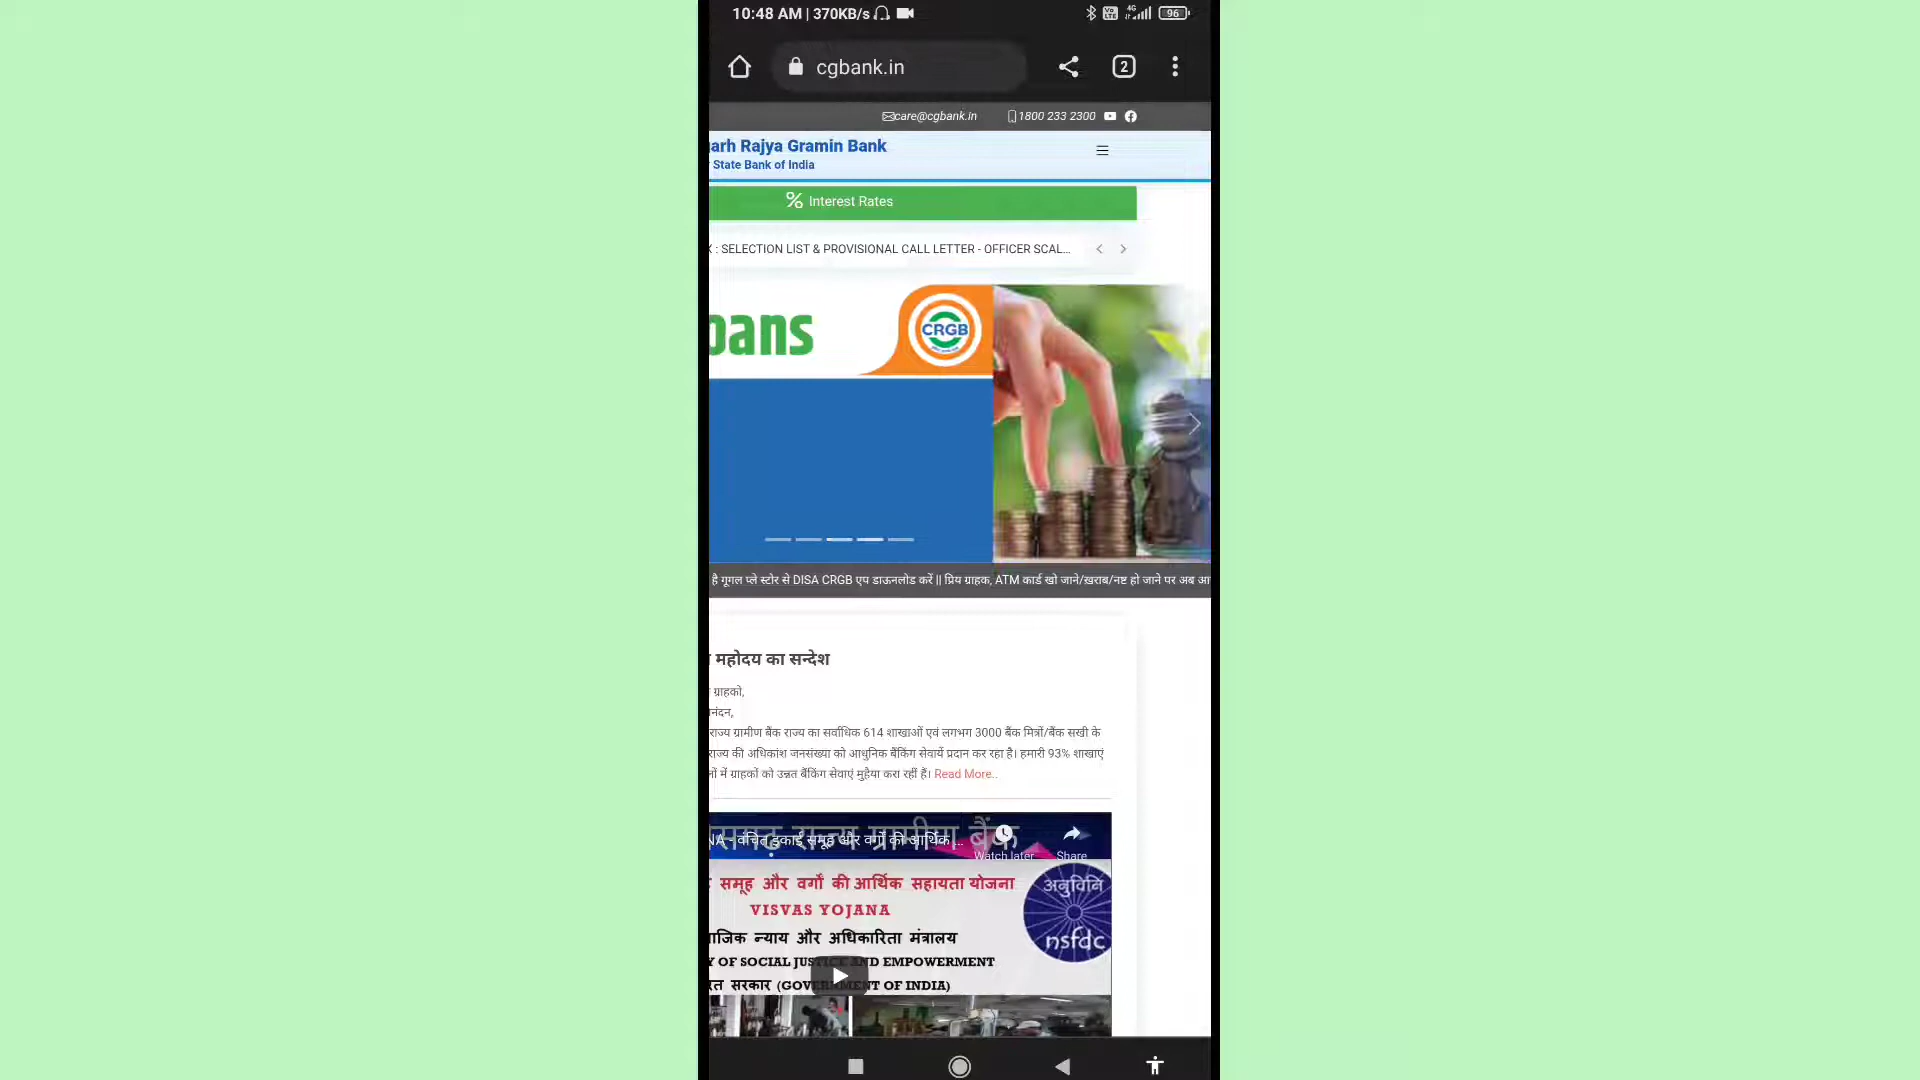 10:48 AM | 370KB/s
4G
96
cgbank.in
2
care@cgbank.in
1800 233 2300
arh Rajya Gramin Bank
State Bank of India
% Interest Rates
: SELECTION LIST & PROVISIONAL CALL LETTER - OFFICER SCAL...
oans
CRGB
है गूगल प्ले स्टोर से DISA CRGB एप डाऊनलोड करें || प्रिय ग्राहक, ATM कार्ड खो जाने/ख़राब/नष्ट हो जाने पर अब आ
महोदय का सन्देश
ग्राहको,
नंदन,
राज्य ग्रामीण बैंक राज्य का सर्वाधिक 614 शाखाओं एवं लगभग 3000 बैंक मित्रों/बैंक सखी के
राज्य की अधिकांश जनसंख्या को आधुनिक बैंकिंग सेवायें प्रदान कर रहा है। हमारी 93% शाखाएं
में ग्राहकों को उन्नत बैंकिंग सेवाएं मुहैया करा रहीं हैं। Read More..
राज्य ग्रामीण बैंक
NA - वंचित इकाई समूह और वर्गों की आर्थिक ...
Watch later
Share
समूह और वर्गों की आर्थिक सहायता योजना
अनुविनि
VISVAS YOJANA
nsfdc
ाजिक न्याय और अधिकारिता मंत्रालय
Y OF SOCIAL JUSTICE AND EMPOWERMENT
रत सरकार (GOVERNMENT OF INDIA)